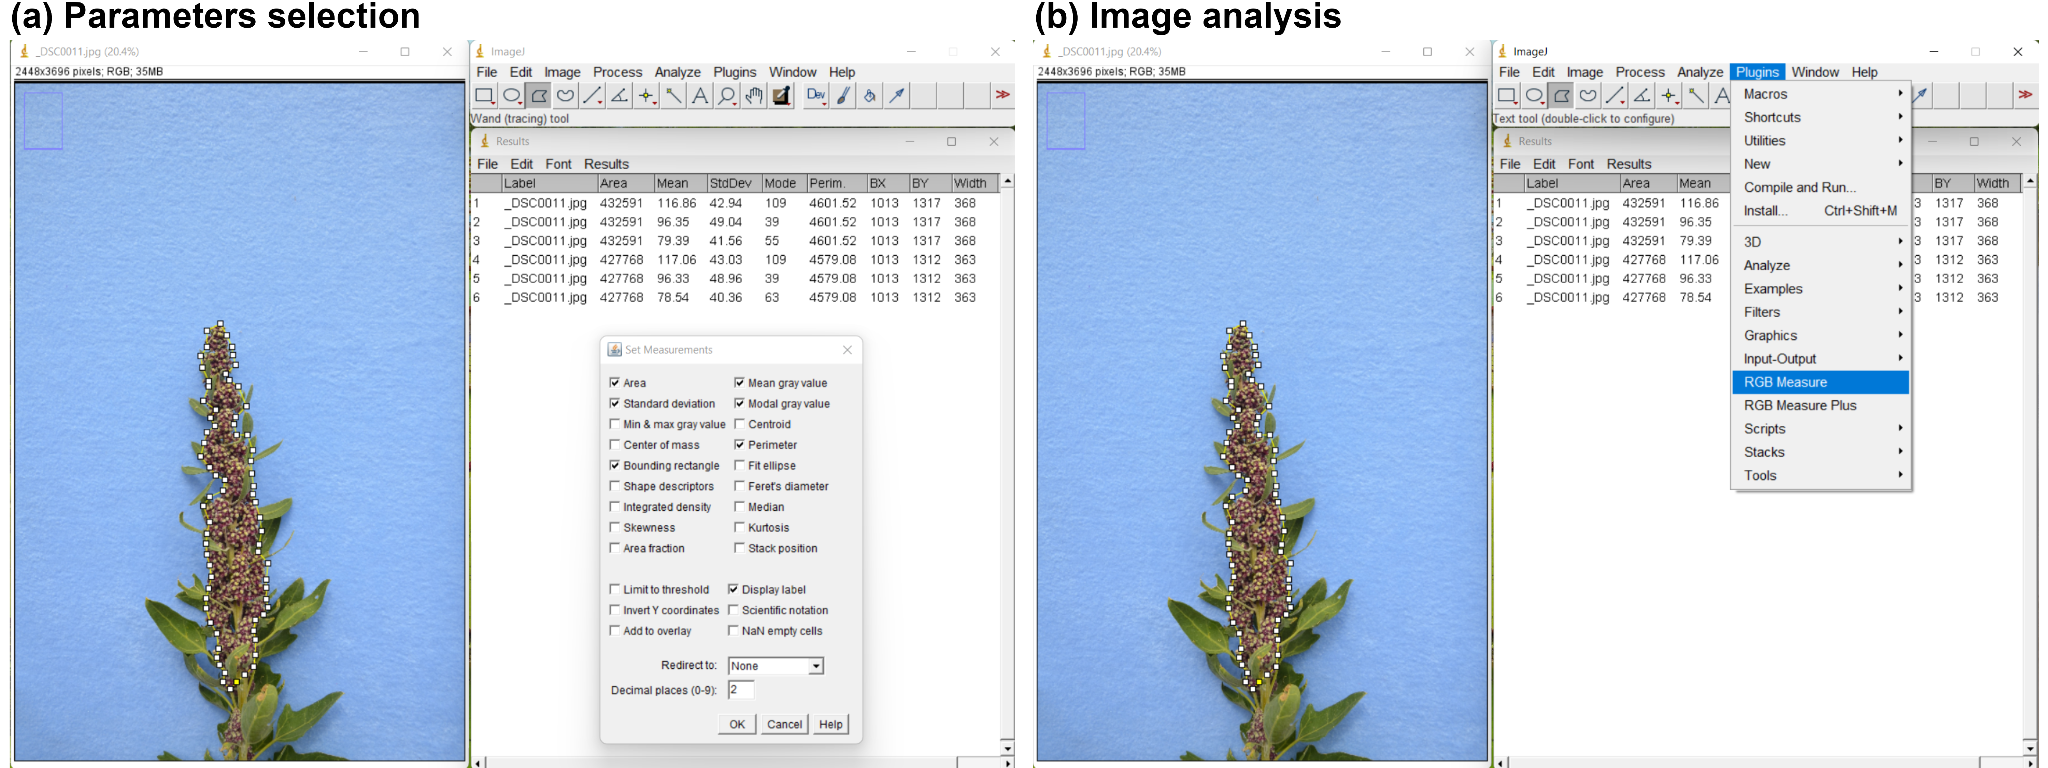 (a) Parameters selection
_DSC0011.jpg (20.4%)
2448x3696 pixels; RGB; 35MB
ImageJ
File Edit Image Process Analyze Plugins Window Help
A Dev >>
Wand (tracing) tool
Results
File Edit Font Results
Label Area Mean StdDev Mode Perim. BX BY Width
1 _DSC0011.jpg 432591 116.86 42.94 109 4601.52 1013 1317 368
2 _DSC0011.jpg 432591 96.35 49.04 39 4601.52 1013 1317 368
3 _DSC0011.jpg 432591 79.39 41.56 55 4601.52 1013 1317 368
4 _DSC0011.jpg 427768 117.06 43.03 109 4579.08 1013 1312 363
5 _DSC0011.jpg 427768 96.33 48.96 39 4579.08 1013 1312 363
6 _DSC0011.jpg 427768 78.54 40.36 63 4579.08 1013 1312 363
Set Measurements
Area Mean gray value
Standard deviation Modal gray value
Min & max gray value Centroid
Center of mass Perimeter
Bounding rectangle Fit ellipse
Shape descriptors Feret's diameter
Integrated density Median
Skewness Kurtosis
Area fraction Stack position
Limit to threshold Display label
Invert Y coordinates Scientific notation
Add to overlay NaN empty cells
Redirect to: None
Decimal places (0-9): 2
OK Cancel Help
(b) Image analysis
_DSC0011.jpg (20.4%)
2448x3696 pixels; RGB; 35MB
ImageJ
File Edit Image Process Analyze Plugins Window Help
A >>
Text tool (double-click to configure)
Results
File Edit Font Results
Label Area Mean BY Width
1 _DSC0011.jpg 432591 116.86 3 1317 368
2 _DSC0011.jpg 432591 96.35 3 1317 368
3 _DSC0011.jpg 432591 79.39 3 1317 368
4 _DSC0011.jpg 427768 117.06 3 1312 363
5 _DSC0011.jpg 427768 96.33 3 1312 363
6 _DSC0011.jpg 427768 78.54 3 1312 363
Macros
Shortcuts
Utilities
New
Compile and Run...
Install... Ctrl+Shift+M
3D
Analyze
Examples
Filters
Graphics
Input-Output
RGB Measure
RGB Measure Plus
Scripts
Stacks
Tools